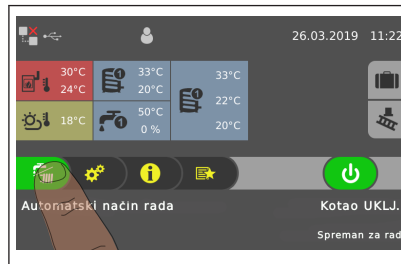 26.03.2019 11:22
30°C
24°C
33°C
20°C
33°C
22°C
20°C
18°C
50°C
0 %
Automatski način rada
Kotao UKLJ.
Spreman za rad